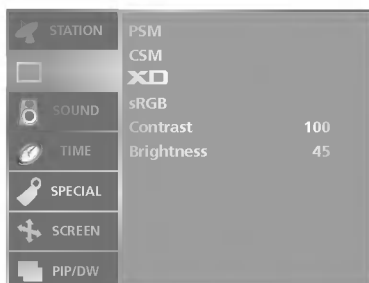 STATION
SOUND
TIME
SPECIAL
SCREEN
PIP/DW
PSM
CSM
XD
sRGB
Contrast 100
Brightness 45